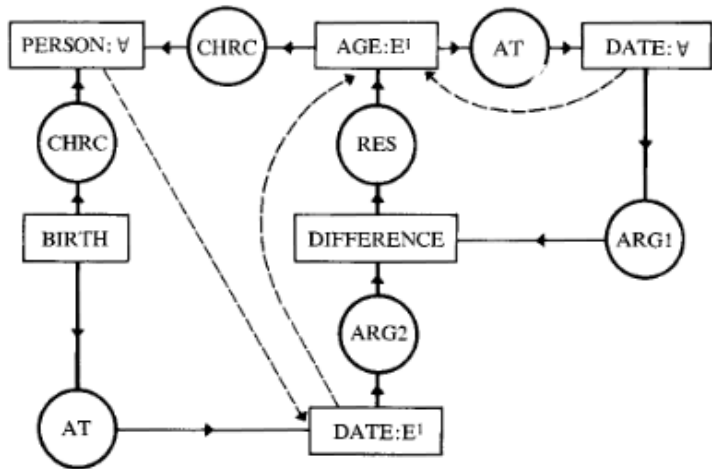 PERSON: ∀
CHRC
AGE:E¹
AT
DATE: ∀
CHRC
RES
BIRTH
DIFFERENCE
ARG1
ARG2
AT
DATE:E¹